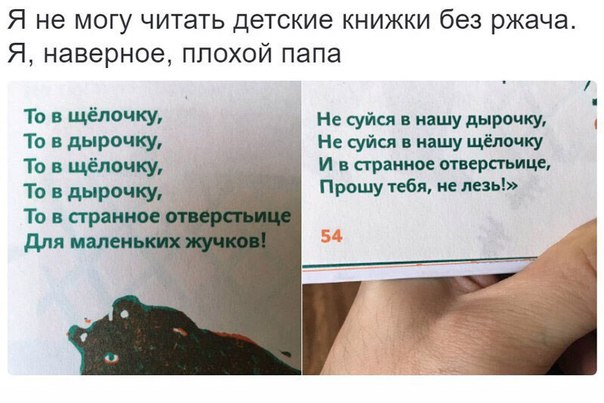 Я не могу читать детские книжки без ржача.
Я, наверное, плохой папа
То в щёлочку,
То в дырочку,
То в щёлочку,
То в дырочку,
То в странное отверстьице
Для маленьких жучков!
Не суйся в нашу дырочку,
Не суйся в нашу щёлочку
И в странное отверстьице,
Прошу тебя, не лезь!»
54